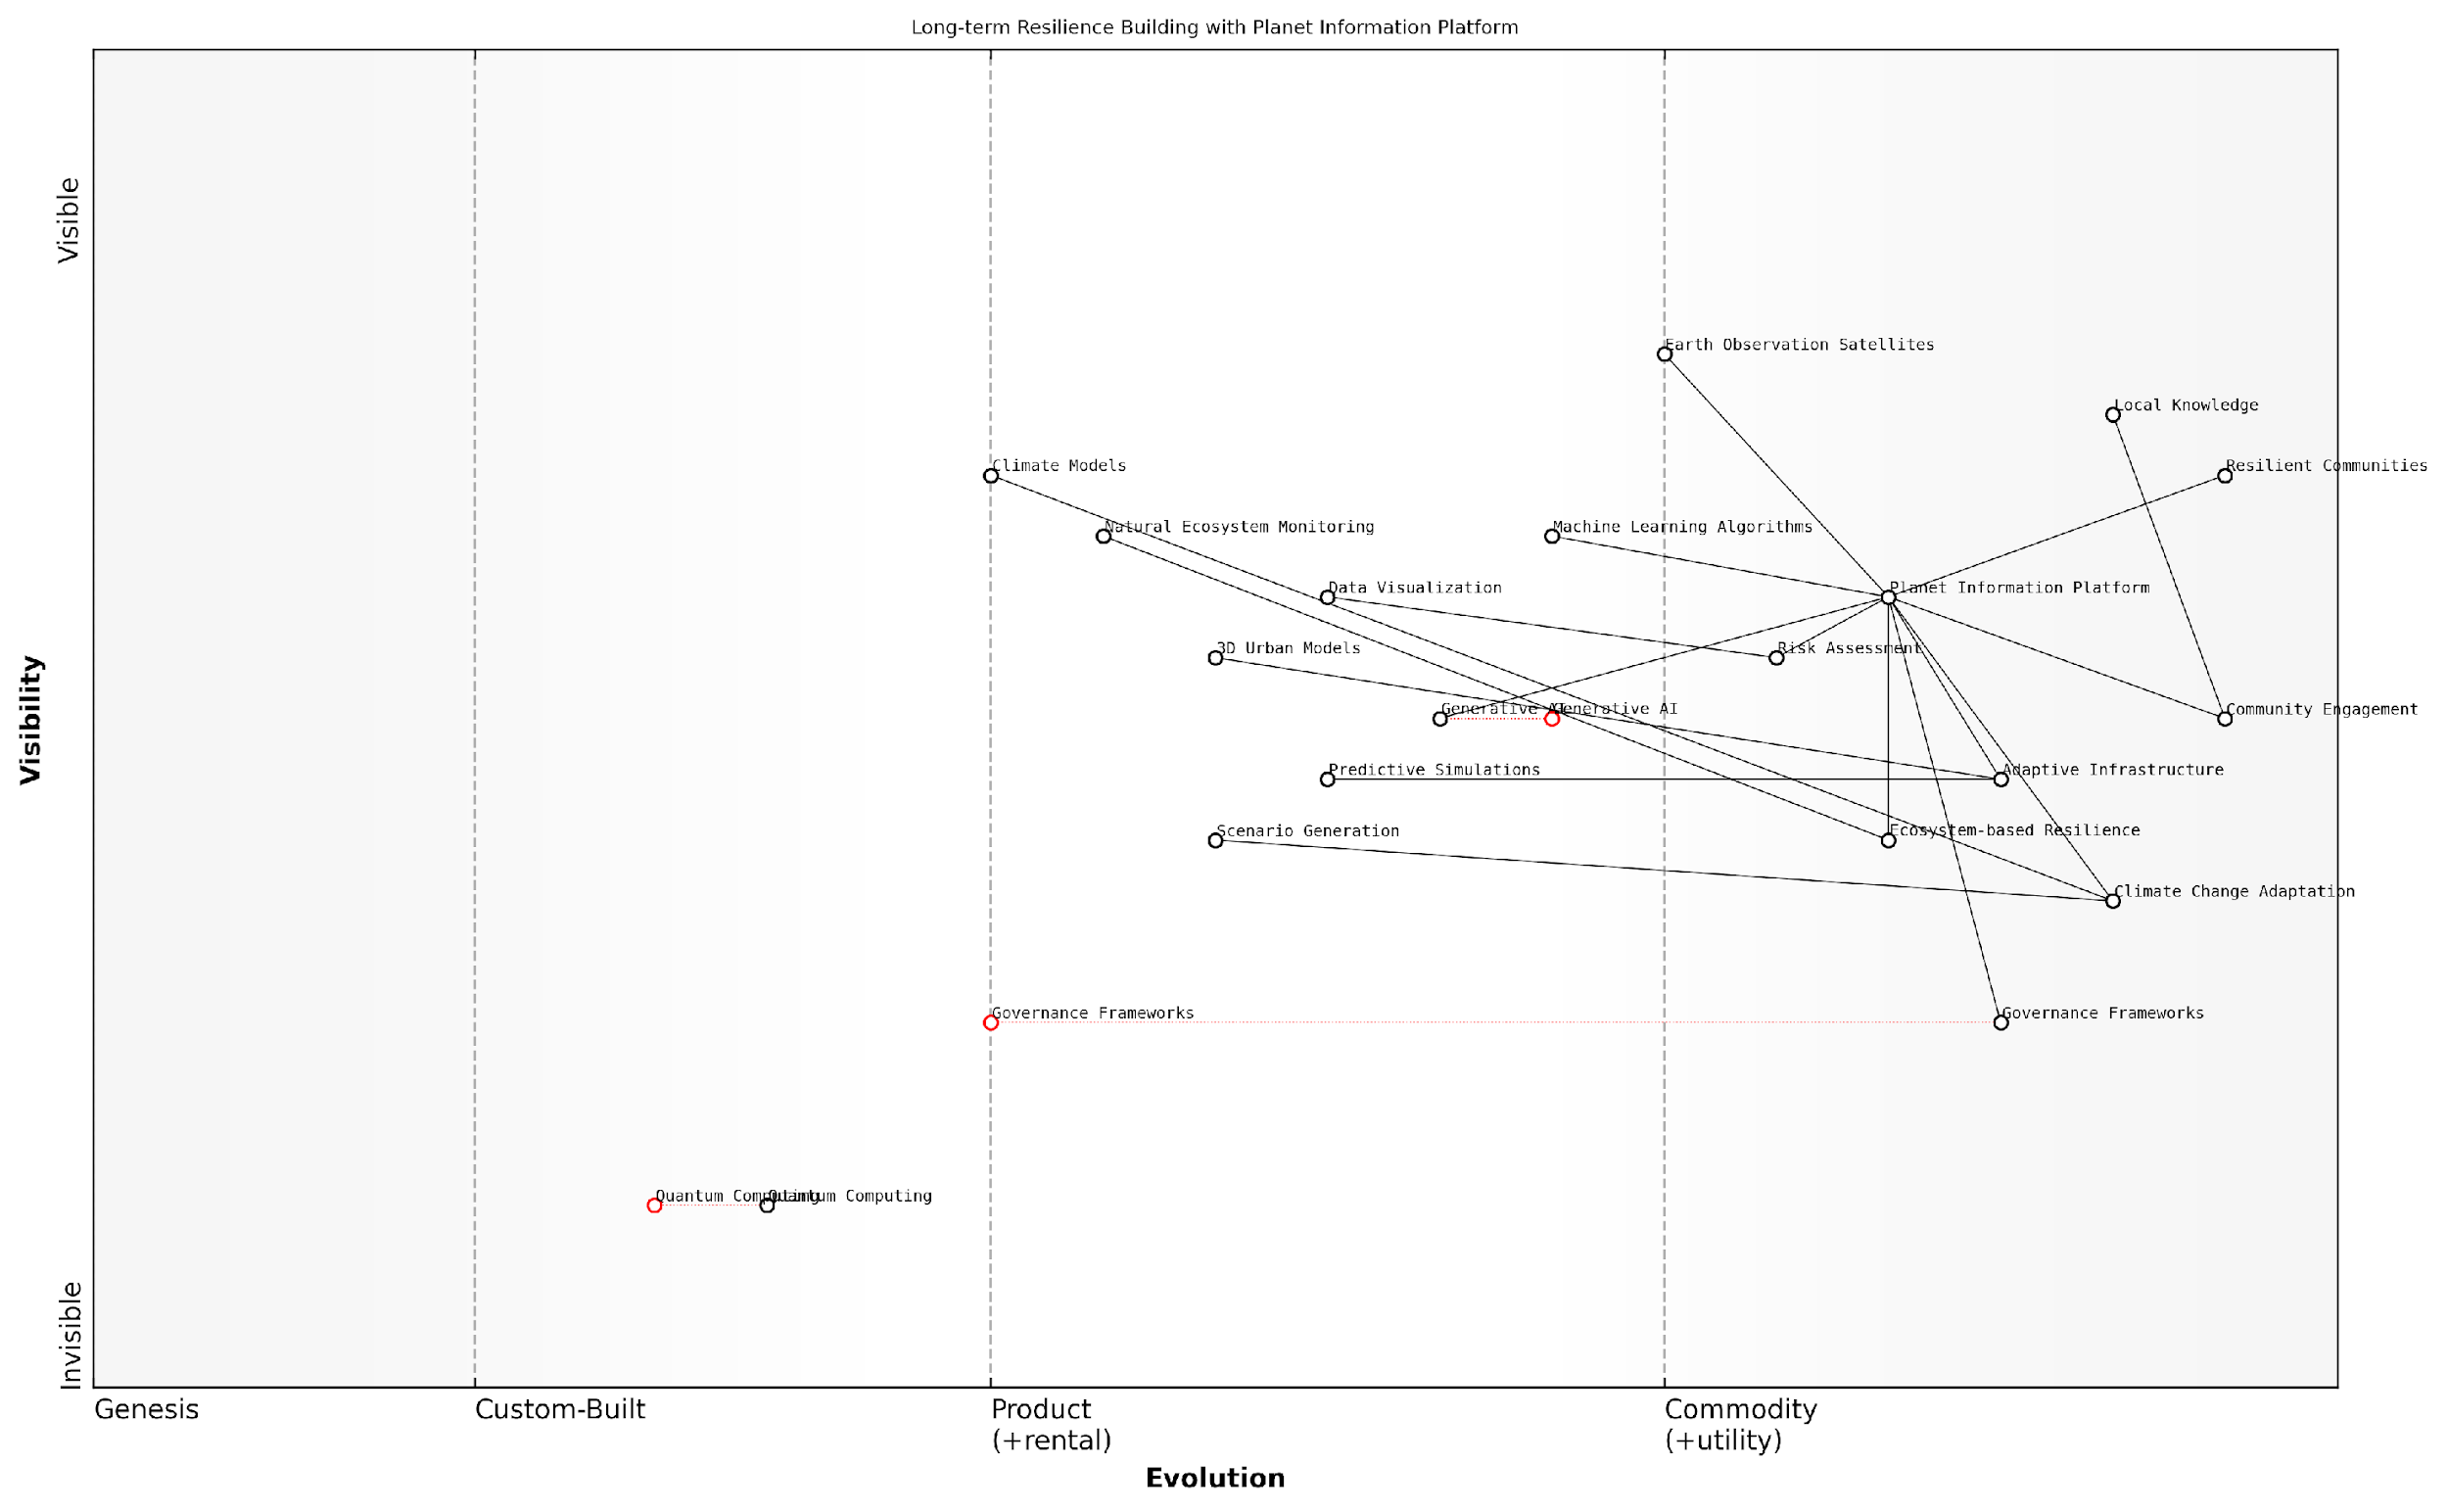 Long-term Resilience Building with Planet Information Platform
Visible
Visibility
Invisible
Earth Observation Satellites
Local Knowledge
Climate Models
Resilient Communities
Natural Ecosystem Monitoring
Machine Learning Algorithms
Data Visualization
Planet Information Platform
3D Urban Models
Risk Assessment
Generative AI
Generative AI
Community Engagement
Predictive Simulations
Adaptive Infrastructure
Scenario Generation
Ecosystem-based Resilience
Climate Change Adaptation
Governance Frameworks
Governance Frameworks
Quantum Computing
Quantum Computing
Genesis
Custom-Built
Product
(+rental)
Commodity
(+utility)
Evolution